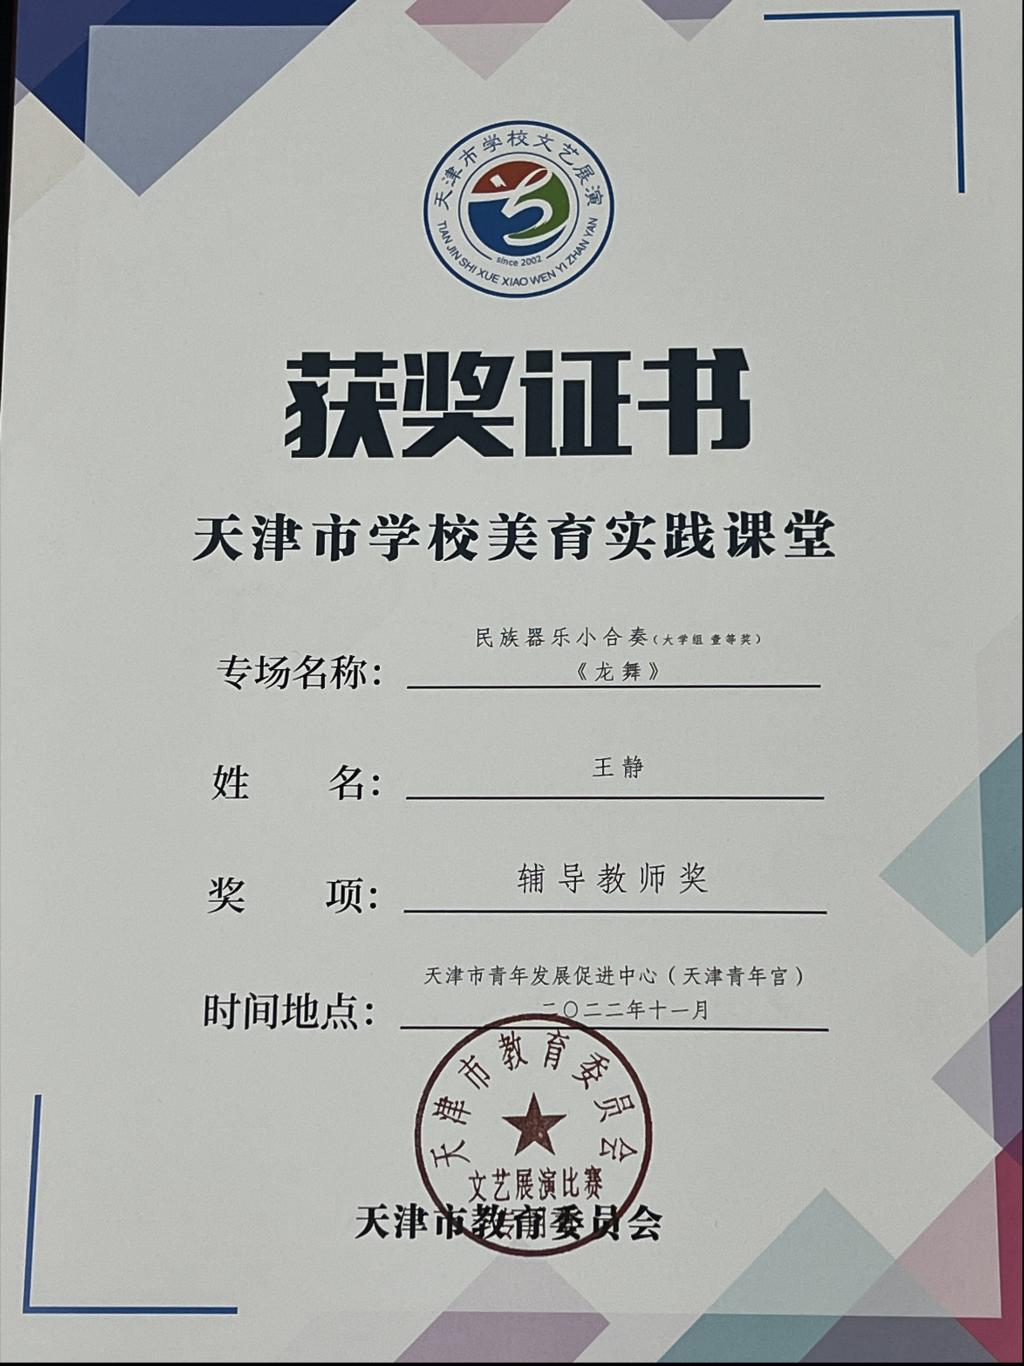 天津市学校文艺展演
since 2002
TIAN JIN SHI XUE XIAO WEN YI ZHAN YAN
获奖证书
天津市学校美育实践课堂
民族器乐小合奏(大学组 壹等奖)
专场名称：《龙舞》
姓 名：王静
奖 项：辅导教师奖
天津市青年发展促进中心（天津青年宫）
时间地点：二〇二二年十一月
天津市教育委员会
文艺展演比赛
天津市教育委员会